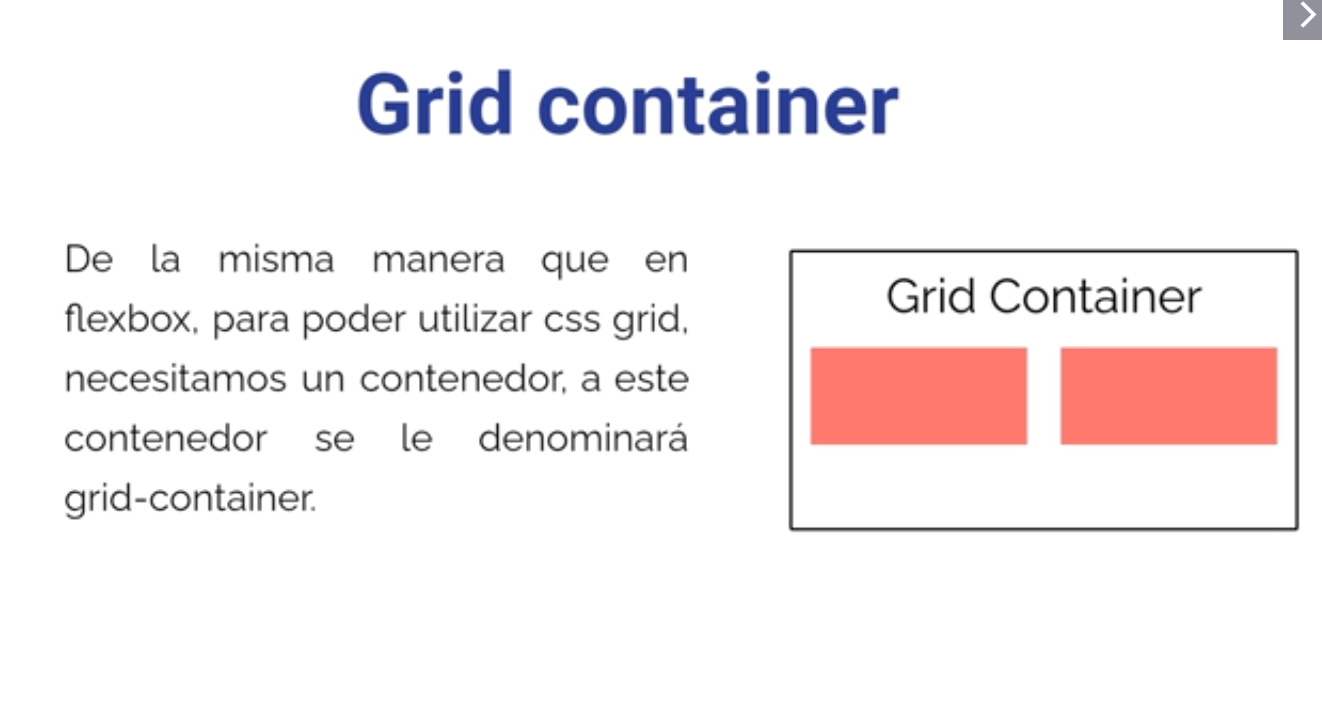 Grid container
De la misma manera que en
flexbox, para poder utilizar css grid,
necesitamos un contenedor, a este
contenedor se le denominará
grid-container.
Grid Container